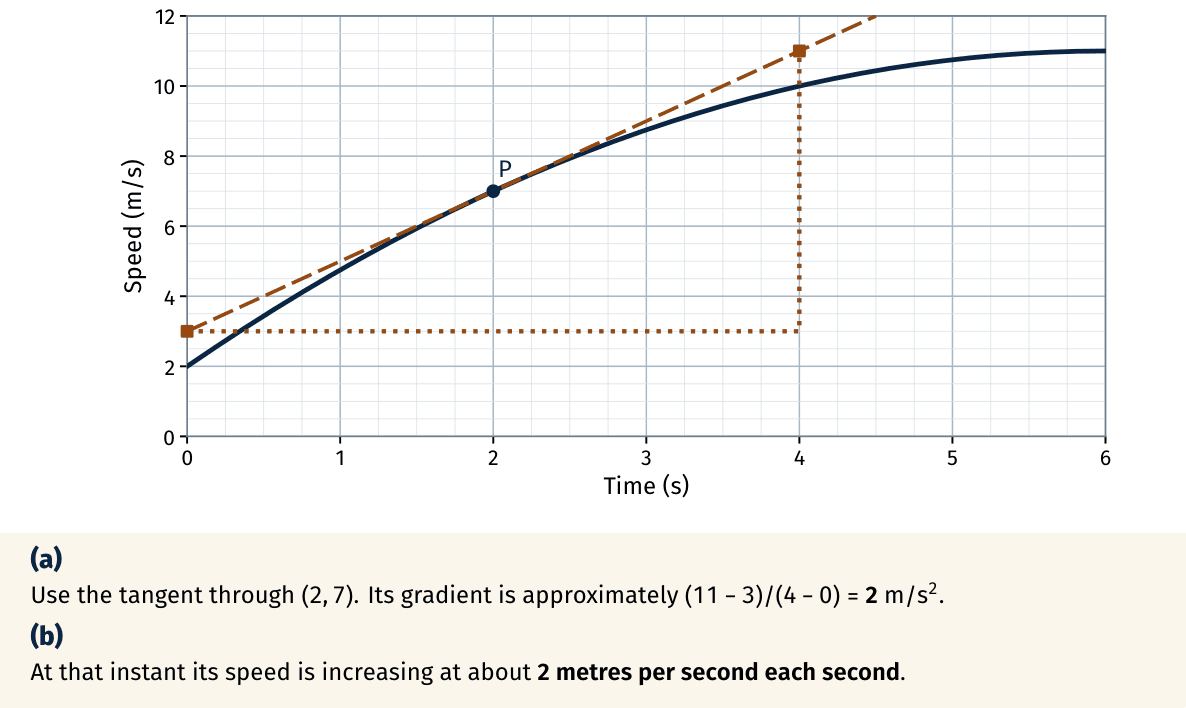 12
10
8
6
4
2
0
Speed (m/s)
P
0 1 2 3 4 5 6
Time (s)
(a)
Use the tangent through (2, 7). Its gradient is approximately (11 − 3)/(4 − 0) = 2 m/s².
(b)
At that instant its speed is increasing at about 2 metres per second each second.